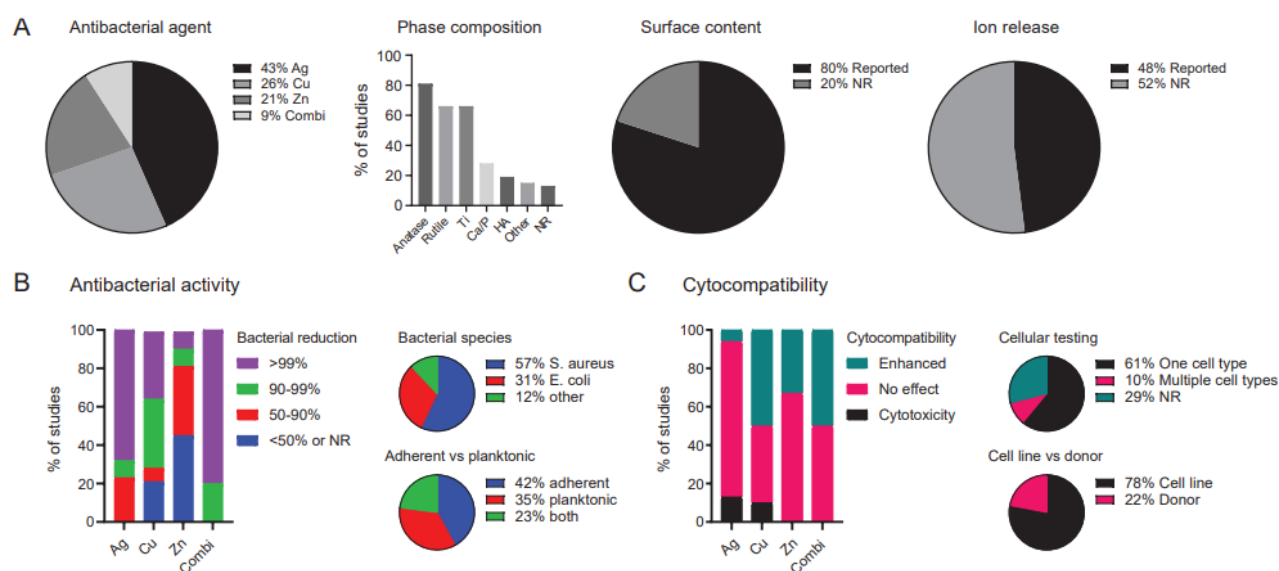 A
Antibacterial agent
43% Ag
26% Cu
21% Zn
9% Combi
Phase composition
% of studies
100
80
60
40
20
0
Anatase
Rutile
Ti
Ca/P
HA
Other
NR
Surface content
80% Reported
20% NR
Ion release
48% Reported
52% NR
B
Antibacterial activity
% of studies
100
80
60
40
20
0
Ag
Cu
Zn
Combi
Bacterial reduction
>99%
90-99%
50-90%
<50% or NR
Bacterial species
57% S. aureus
31% E. coli
12% other
Adherent vs planktonic
42% adherent
35% planktonic
23% both
C
Cytocompatibility
% of studies
100
80
60
40
20
0
Ag
Cu
Zn
Combi
Cytocompatibility
Enhanced
No effect
Cytotoxicity
Cellular testing
61% One cell type
10% Multiple cell types
29% NR
Cell line vs donor
78% Cell line
22% Donor